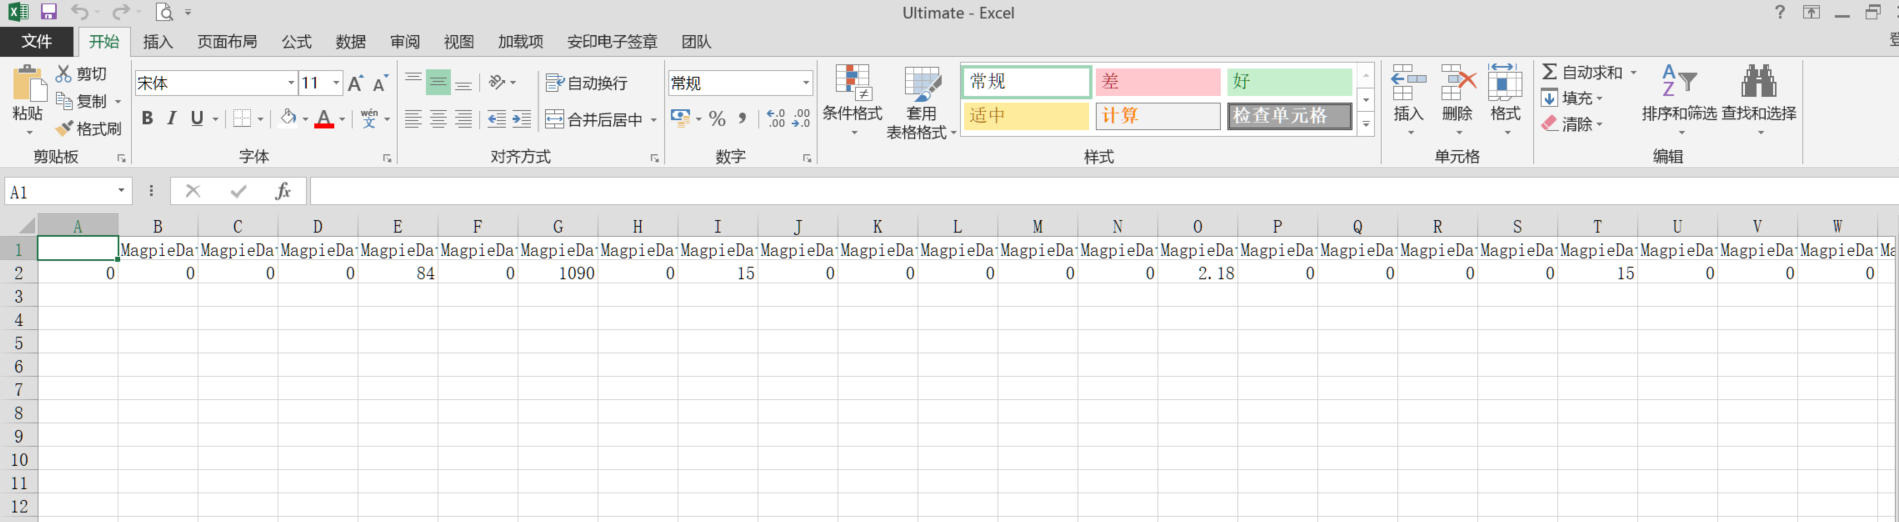 Ultimate - Excel
文件 开始 插入 页面布局 公式 数据 审阅 视图 加载项 安印电子签章 团队
剪切
复制
格式刷
粘贴
剪贴板
宋体 11
B I U A wén 文
字体
自动换行
合并后居中
对齐方式
常规
% , .00 .00
数字
条件格式
套用
表格格式
常规 差 好
适中 计算 检查单元格
样式
插入 删除 格式
单元格
Σ 自动求和
填充
清除
排序和筛选 查找和选择
编辑
A1 fx
A B C D E F G H I J K L M N O P Q R S T U V W
1 MagpieDa MagpieDa MagpieDa MagpieDa MagpieDa MagpieDa MagpieDa MagpieDa MagpieDa MagpieDa MagpieDa MagpieDa MagpieDa MagpieDa MagpieDa MagpieDa MagpieDa MagpieDa MagpieDa MagpieDa MagpieDa MagpieDa Ma
2 0 0 0 0 84 0 1090 0 15 0 0 0 0 0 2.18 0 0 0 0 15 0 0 0
3
4
5
6
7
8
9
10
11
12